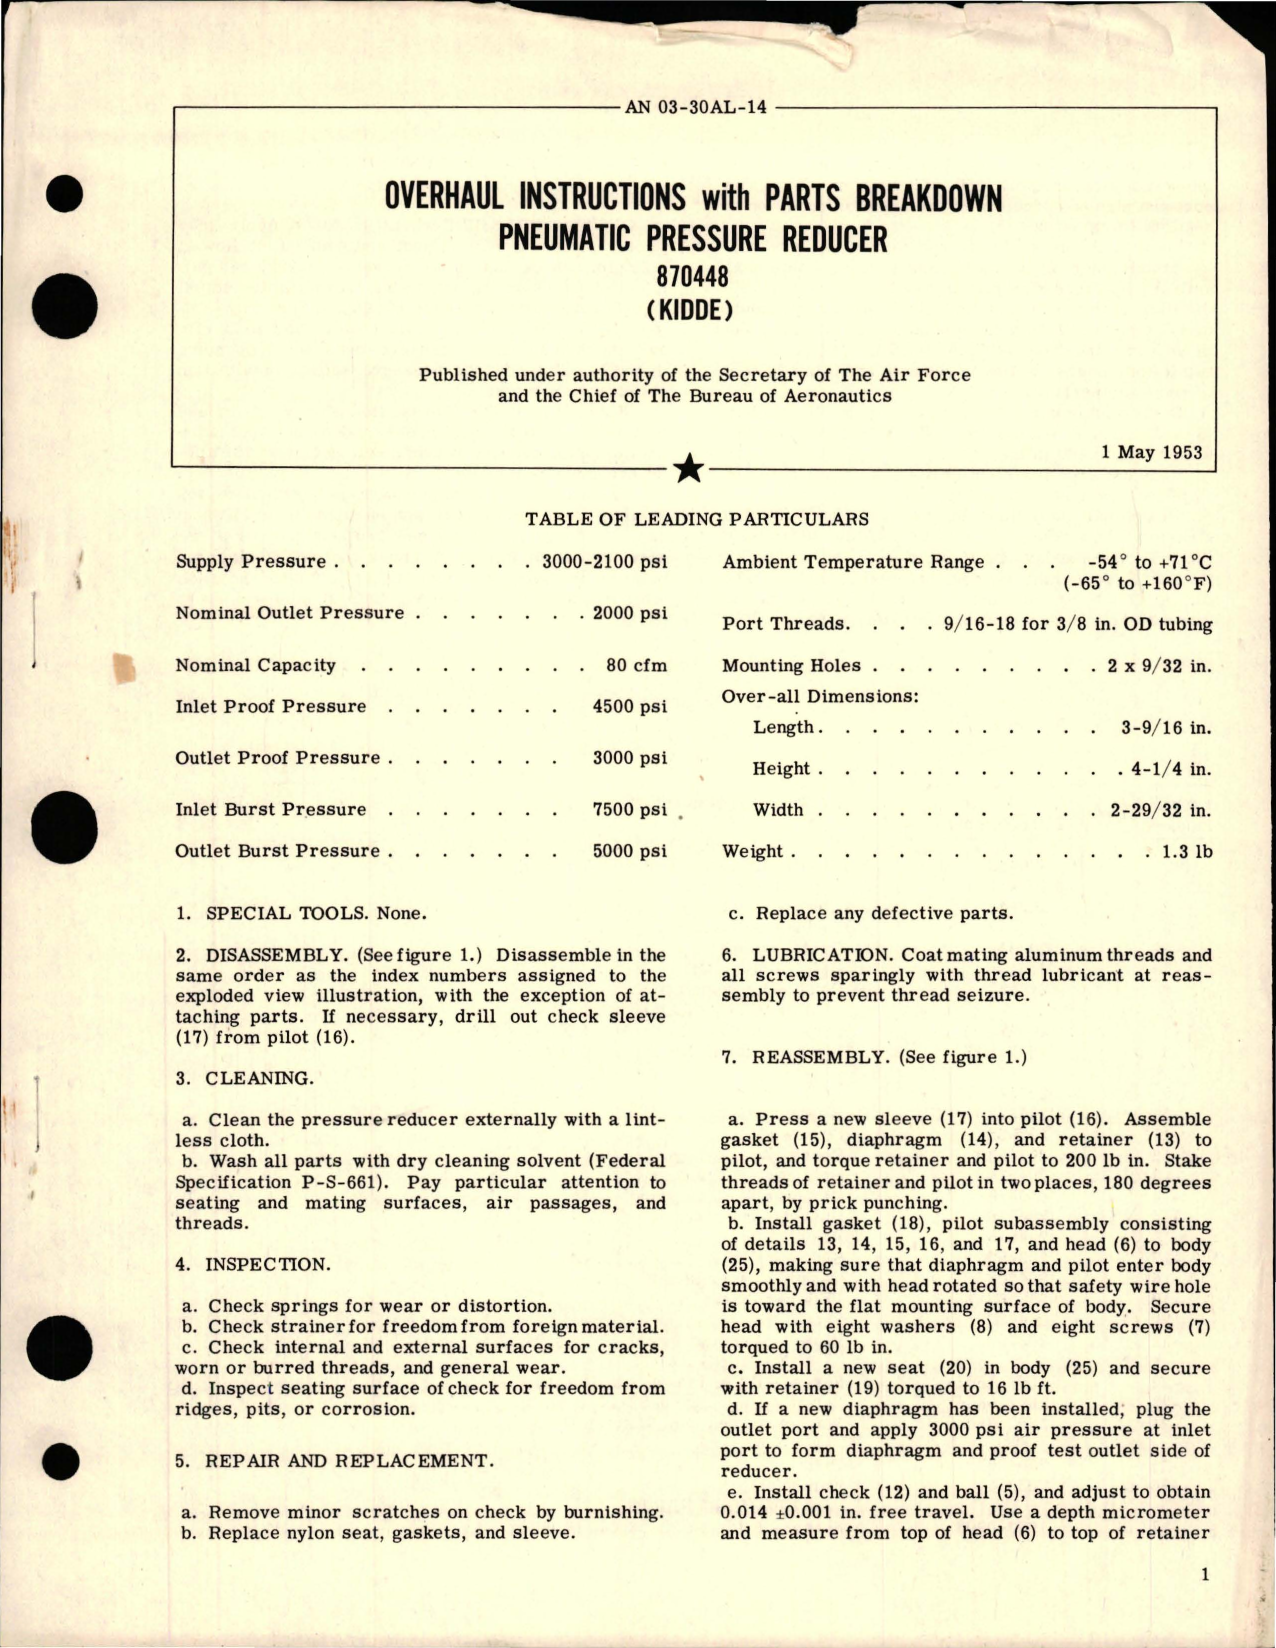 AN 03-30AL-14
OVERHAUL INSTRUCTIONS with PARTS BREAKDOWN
PNEUMATIC PRESSURE REDUCER
870448
(KIDDE)
Published under authority of the Secretary of The Air Force
and the Chief of The Bureau of Aeronautics
1 May 1953
TABLE OF LEADING PARTICULARS
Supply Pressure . . . . . . . . 3000-2100 psi
Nominal Outlet Pressure . . . . . . . 2000 psi
Nominal Capacity . . . . . . . . . 80 cfm
Inlet Proof Pressure . . . . . . . 4500 psi
Outlet Proof Pressure . . . . . . . 3000 psi
Inlet Burst Pressure . . . . . . . 7500 psi
Outlet Burst Pressure . . . . . . . 5000 psi
Ambient Temperature Range . . . -54° to +71°C
(-65° to +160°F)
Port Threads. . . . 9/16-18 for 3/8 in. OD tubing
Mounting Holes . . . . . . . . . 2 x 9/32 in.
Over-all Dimensions:
Length. . . . . . . . . . . 3-9/16 in.
Height . . . . . . . . . . . . 4-1/4 in.
Width . . . . . . . . . . . 2-29/32 in.
Weight . . . . . . . . . . . . . . 1.3 lb
1. SPECIAL TOOLS. None.
2. DISASSEMBLY. (See figure 1.) Disassemble in the
same order as the index numbers assigned to the
exploded view illustration, with the exception of at-
taching parts. If necessary, drill out check sleeve
(17) from pilot (16).
3. CLEANING.
a. Clean the pressure reducer externally with a lint-
less cloth.
b. Wash all parts with dry cleaning solvent (Federal
Specification P-S-661). Pay particular attention to
seating and mating surfaces, air passages, and
threads.
4. INSPECTION.
a. Check springs for wear or distortion.
b. Check strainer for freedom from foreign material.
c. Check internal and external surfaces for cracks,
worn or burred threads, and general wear.
d. Inspect seating surface of check for freedom from
ridges, pits, or corrosion.
5. REPAIR AND REPLACEMENT.
a. Remove minor scratches on check by burnishing.
b. Replace nylon seat, gaskets, and sleeve.
c. Replace any defective parts.
6. LUBRICATION. Coat mating aluminum threads and
all screws sparingly with thread lubricant at reas-
sembly to prevent thread seizure.
7. REASSEMBLY. (See figure 1.)
a. Press a new sleeve (17) into pilot (16). Assemble
gasket (15), diaphragm (14), and retainer (13) to
pilot, and torque retainer and pilot to 200 lb in. Stake
threads of retainer and pilot in two places, 180 degrees
apart, by prick punching.
b. Install gasket (18), pilot subassembly consisting
of details 13, 14, 15, 16, and 17, and head (6) to body
(25), making sure that diaphragm and pilot enter body
smoothly and with head rotated so that safety wire hole
is toward the flat mounting surface of body. Secure
head with eight washers (8) and eight screws (7)
torqued to 60 lb in.
c. Install a new seat (20) in body (25) and secure
with retainer (19) torqued to 16 lb ft.
d. If a new diaphragm has been installed, plug the
outlet port and apply 3000 psi air pressure at inlet
port to form diaphragm and proof test outlet side of
reducer.
e. Install check (12) and ball (5), and adjust to obtain
0.014 ±0.001 in. free travel. Use a depth micrometer
and measure from top of head (6) to top of retainer
1